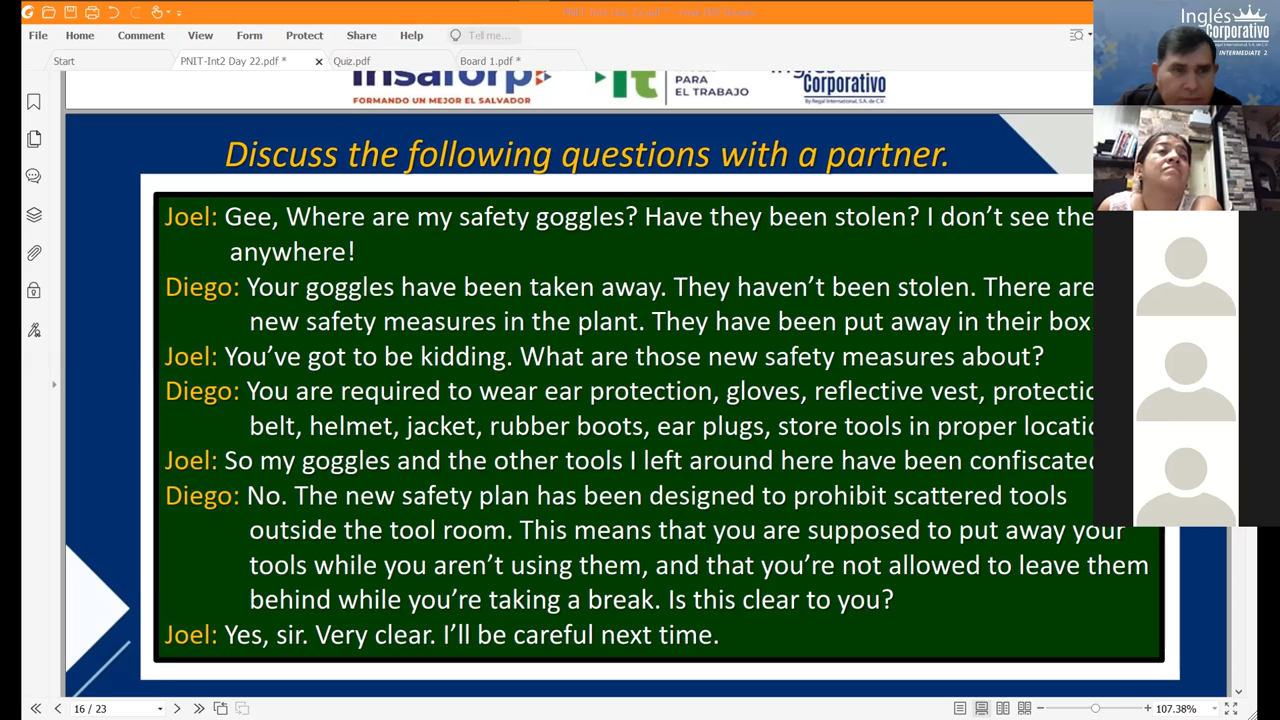 File Home Comment View Form Protect Share Help Tell me...
Start PNIT-Int2 Day 22.pdf * Quiz.pdf Board 1.pdf *
Inglés
Corporativo
INTERMEDIATE 2
FORMANDO UN MEJOR EL SALVADOR
PARA
EL TRABAJO
Corporativo
By Regal International, S.A. de C.V.
Discuss the following questions with a partner.
Joel: Gee, Where are my safety goggles? Have they been stolen? I don't see the
anywhere!
Diego: Your goggles have been taken away. They haven't been stolen. There are
new safety measures in the plant. They have been put away in their box.
Joel: You've got to be kidding. What are those new safety measures about?
Diego: You are required to wear ear protection, gloves, reflective vest, protectio
belt, helmet, jacket, rubber boots, ear plugs, store tools in proper locatio
Joel: So my goggles and the other tools I left around here have been confiscated
Diego: No. The new safety plan has been designed to prohibit scattered tools
outside the tool room. This means that you are supposed to put away your
tools while you aren't using them, and that you're not allowed to leave them
behind while you're taking a break. Is this clear to you?
Joel: Yes, sir. Very clear. I'll be careful next time.
16 / 23 107.38%